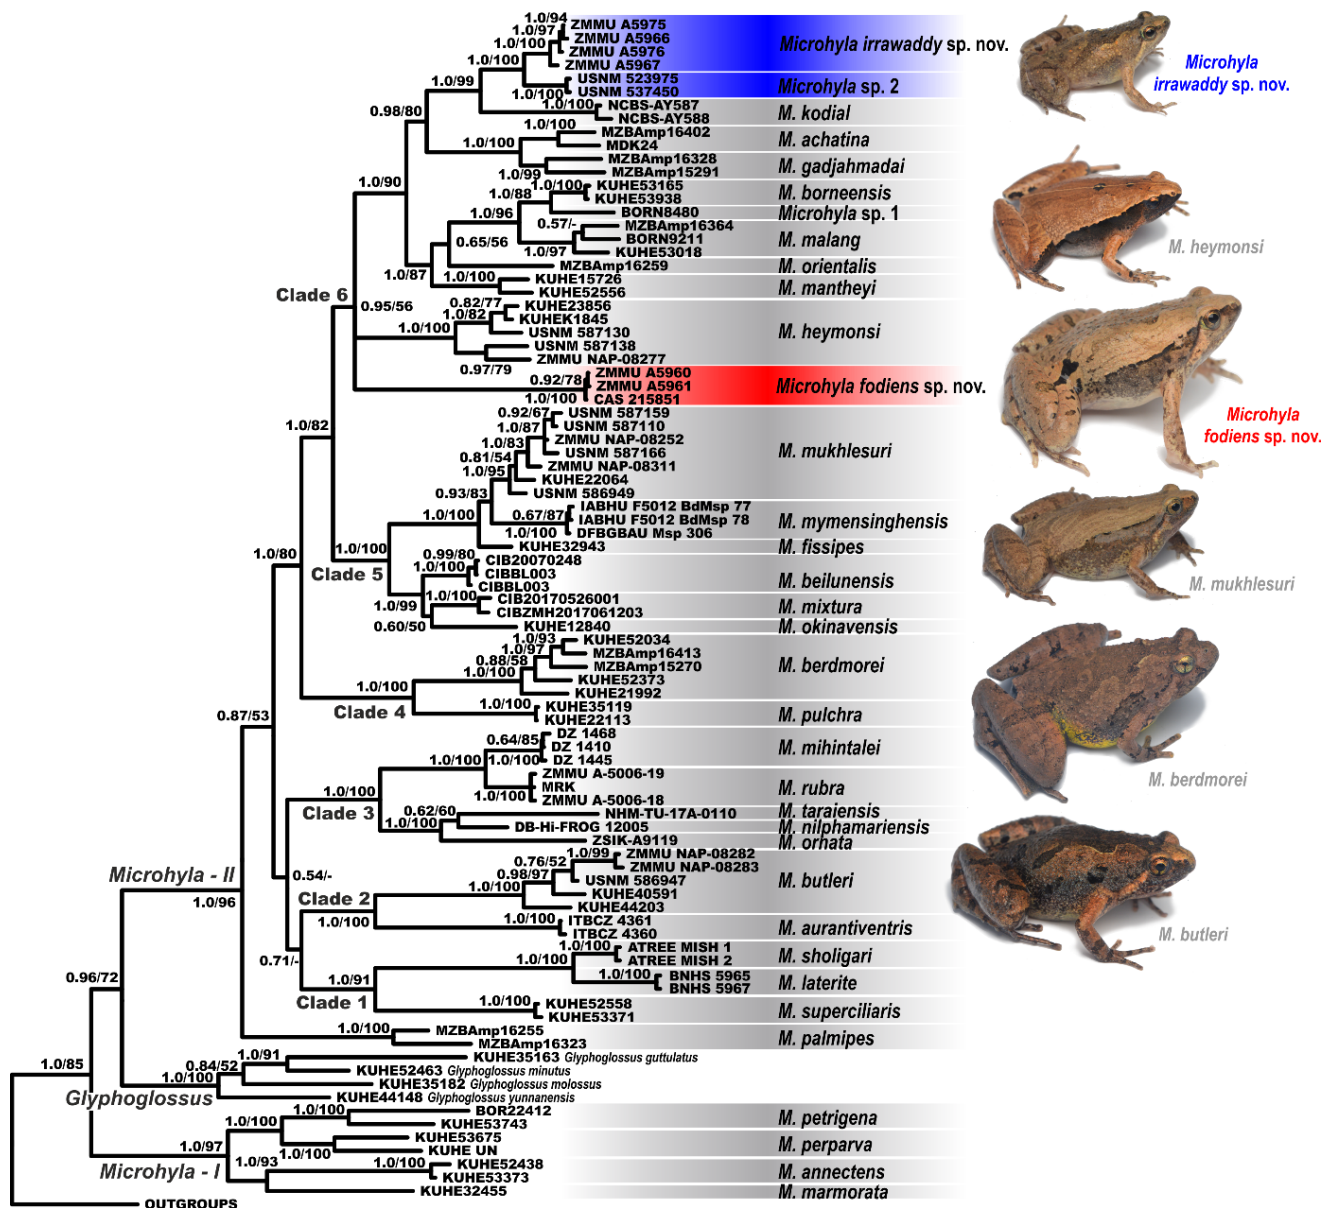 1.0/94
ZMMU A5975
1.0/97
ZMMU A5966
1.0/100
ZMMU A5976
ZMMU A5967
Microhyla irrawaddy sp. nov.
1.0/100
USNM 523975
USNM 537450
1.0/100
Microhyla sp. 2
1.0/99
NCBS-AY587
NCBS-AY588
1.0/100
M. kodial
0.98/80
MZBAmp16402
MDK24
1.0/100
M. achatina
1.0/100
MZBAmp16328
MZBAmp15291
1.0/99
M. gadjahmadai
1.0/90
KUHE53165
KUHE53938
1.0/100
M. borneensis
1.0/88
BORN8480
Microhyla sp. 1
1.0/96
0.57/-
MZBAmp16364
BORN9211
KUHE53018
1.0/97
M. malang
0.65/56
MZBAmp16259
M. orientalis
1.0/87
KUHE15726
KUHE52556
1.0/100
M. mantheyi
Clade 6
0.95/56
0.82/77
KUHE23856
KUHEK1845
1.0/82
USNM 587130
1.0/100
USNM 587138
ZMMU NAP-08277
0.97/79
M. heymonsi
0.92/78
ZMMU A5960
ZMMU A5961
CAS 215851
1.0/100
Microhyla fodiens sp. nov.
1.0/82
0.92/67
USNM 587159
USNM 587110
1.0/87
ZMMU NAP-08252
1.0/83
USNM 587166
0.81/54
ZMMU NAP-08311
1.0/95
KUHE22064
USNM 586949
M. mukhlesuri
0.93/83
IABHU F5012 BdMsp 77
IABHU F5012 BdMsp 78
0.67/87
DFBGBAU Msp 306
1.0/100
M. mymensinghensis
1.0/100
KUHE32943
M. fissipes
1.0/80
1.0/100
Clade 5
0.99/80
CIB20070248
CIBBL003
CIBBL003
1.0/100
M. beilunensis
1.0/99
CIB20170526001
CIBZMH2017061203
1.0/100
M. mixtura
0.60/50
KUHE12840
M. okinavensis
1.0/93
KUHE52034
1.0/97
MZBAmp16413
0.88/58
MZBAmp15270
1.0/100
KUHE52373
KUHE21992
M. berdmorei
1.0/100
Clade 4
KUHE35119
KUHE22113
1.0/100
M. pulchra
0.87/53
0.64/85
DZ 1468
DZ 1410
DZ 1445
1.0/100
M. mihintalei
1.0/100
ZMMU A-5006-19
MRK
ZMMU A-5006-18
1.0/100
M. rubra
1.0/100
Clade 3
0.62/60
NHM-TU-17A-0110
M. taraiensis
1.0/100
DB-Hi-FROG 12005
M. nilphamariensis
ZSIK-A9119
M. orhata
0.54/-
1.0/99
ZMMU NAP-08282
ZMMU NAP-08283
0.76/52
USNM 586947
0.98/97
KUHE40591
1.0/100
KUHE44203
M. butleri
Clade 2
1.0/100
ITBCZ 4361
ITBCZ 4360
1.0/100
M. aurantiventris
Microhyla - II
1.0/96
0.71/-
ATREE MISH 1
ATREE MISH 2
1.0/100
M. sholigari
1.0/100
BNHS 5965
BNHS 5967
1.0/100
M. laterite
1.0/91
Clade 1
KUHE52558
KUHE53371
1.0/100
M. superciliaris
0.96/72
MZBAmp16255
MZBAmp16323
1.0/100
M. palmipes
1.0/85
1.0/91
KUHE35163 Glyphoglossus guttulatus
0.84/52
KUHE52463 Glyphoglossus minutus
1.0/100
KUHE35182 Glyphoglossus molossus
KUHE44148 Glyphoglossus yunnanensis
Glyphoglossus
BOR22412
KUHE53743
1.0/100
M. petrigena
1.0/100
KUHE53675
KUHE UN
1.0/100
M. perparva
1.0/97
Microhyla - I
1.0/93
KUHE52438
KUHE53373
1.0/100
M. annectens
KUHE32455
M. marmorata
OUTGROUPS
Microhyla
irrawaddy sp. nov.
M. heymonsi
Microhyla
fodiens sp. nov.
M. mukhlesuri
M. berdmorei
M. butleri